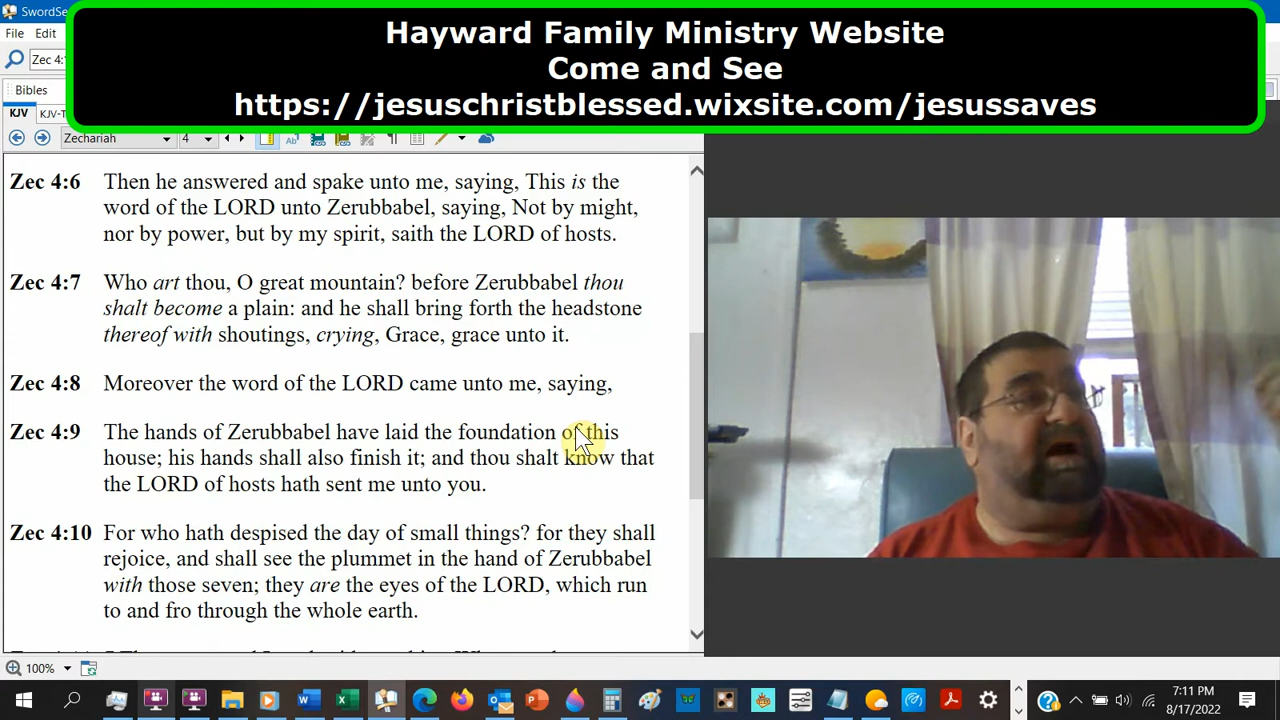 SwordSe
Hayward Family Ministry Website
Come and See
https://jesuschristblessed.wixsite.com/jesussaves
File Edit
Zec 4:
Bibles
KJV KJV-T
Zechariah 4
Zec 4:6 Then he answered and spake unto me, saying, This is the
word of the LORD unto Zerubbabel, saying, Not by might,
nor by power, but by my spirit, saith the LORD of hosts.
Zec 4:7 Who art thou, O great mountain? before Zerubbabel thou
shalt become a plain: and he shall bring forth the headstone
thereof with shoutings, crying, Grace, grace unto it.
Zec 4:8 Moreover the word of the LORD came unto me, saying,
Zec 4:9 The hands of Zerubbabel have laid the foundation of this
house; his hands shall also finish it; and thou shalt know that
the LORD of hosts hath sent me unto you.
Zec 4:10 For who hath despised the day of small things? for they shall
rejoice, and shall see the plummet in the hand of Zerubbabel
with those seven; they are the eyes of the LORD, which run
to and fro through the whole earth.
100%
7:11 PM
8/17/2022